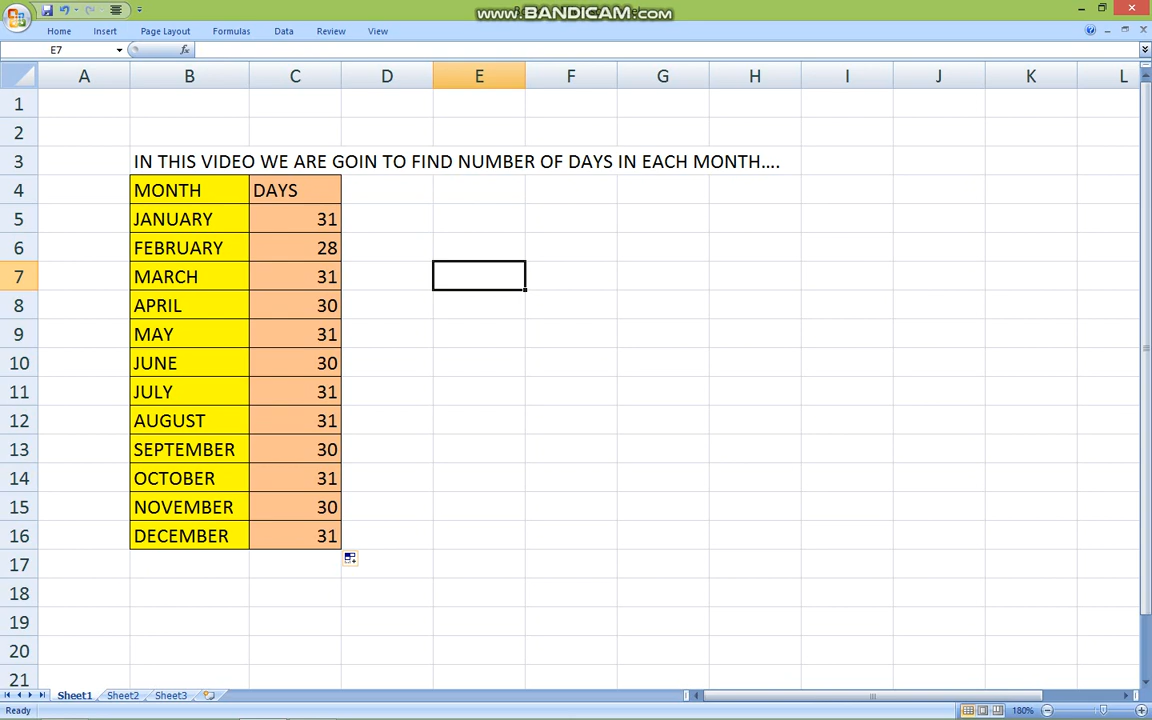 www.BANDICAM.com
Home Insert Page Layout Formulas Data Review View
E7 fx
A B C D E F G H I J K L
1
2
3 IN THIS VIDEO WE ARE GOIN TO FIND NUMBER OF DAYS IN EACH MONTH....
4 MONTH DAYS
5 JANUARY 31
6 FEBRUARY 28
7 MARCH 31
8 APRIL 30
9 MAY 31
10 JUNE 30
11 JULY 31
12 AUGUST 31
13 SEPTEMBER 30
14 OCTOBER 31
15 NOVEMBER 30
16 DECEMBER 31
17
18
19
20
21
Sheet1 Sheet2 Sheet3
Ready 180%